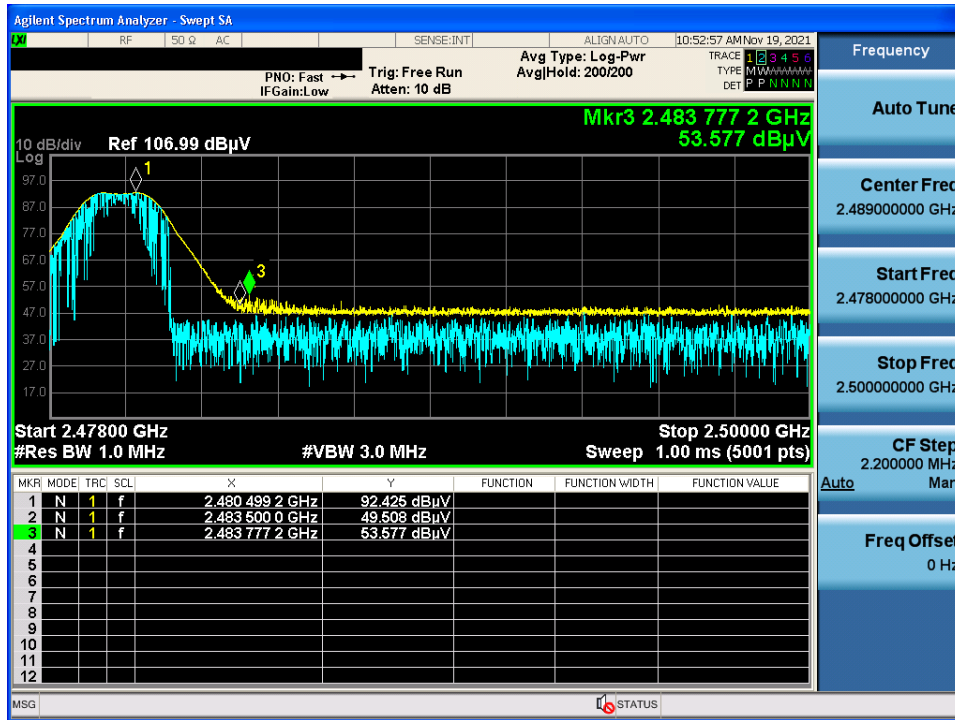 Agilent Spectrum Analyzer - Swept SA
LXI RF 50 Ω AC SENSE:INT ALIGN AUTO 10:52:57 AM Nov 19, 2021
PNO: Fast Trig: Free Run Avg Type: Log-Pwr TRACE 1 2 3 4 5 6
IFGain:Low Atten: 10 dB Avg|Hold: 200/200 TYPE M W W W W W
DET P P N N N N
Mkr3 2.483 777 2 GHz
10 dB/div Ref 106.99 dBµV 53.577 dBµV
Log
97.0
87.0
77.0
67.0
57.0
47.0
37.0
27.0
17.0
1
3
Start 2.47800 GHz Stop 2.50000 GHz
#Res BW 1.0 MHz #VBW 3.0 MHz Sweep 1.00 ms (5001 pts)
MKR MODE TRC SCL X Y FUNCTION FUNCTION WIDTH FUNCTION VALUE
1 N 1 f 2.480 499 2 GHz 92.425 dBµV
2 N 1 f 2.483 500 0 GHz 49.508 dBµV
3 N 1 f 2.483 777 2 GHz 53.577 dBµV
4
5
6
7
8
9
10
11
12
MSG STATUS
Frequency
Auto Tune
Center Freq
2.489000000 GHz
Start Freq
2.478000000 GHz
Stop Freq
2.500000000 GHz
CF Step
2.200000 MHz
Auto Man
Freq Offset
0 Hz